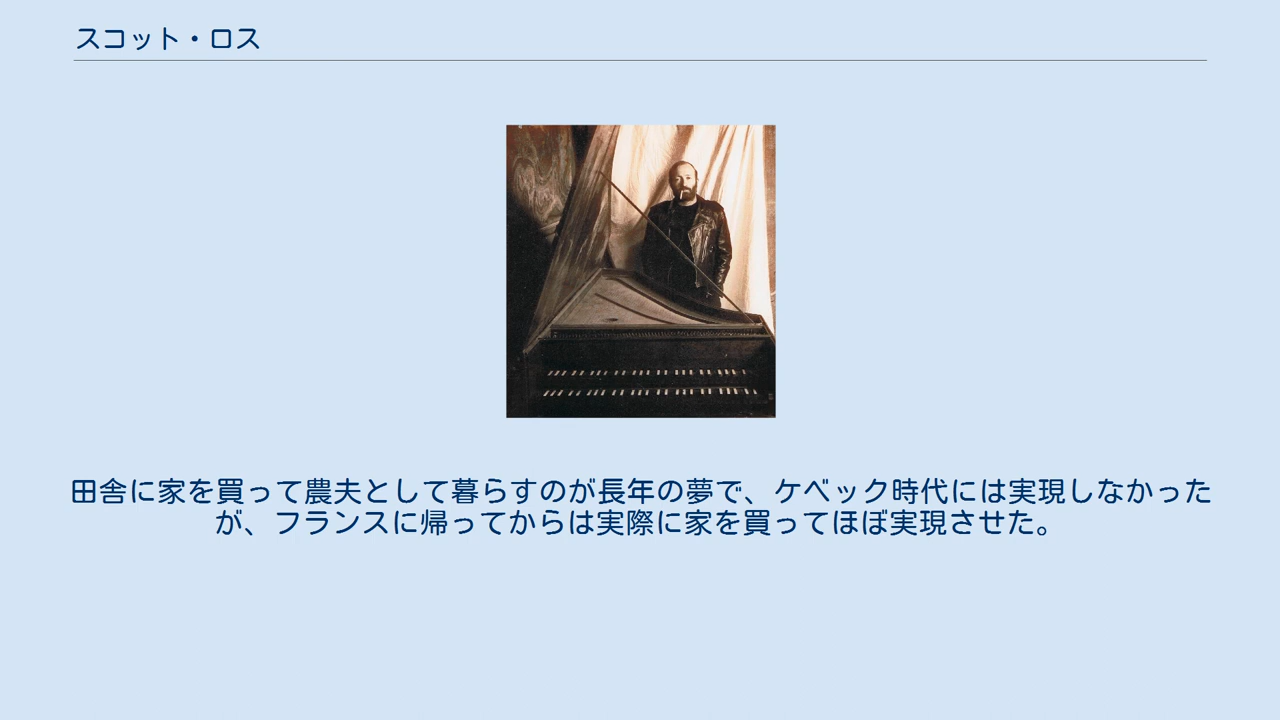 スコット・ロス
田舎に家を買って農夫として暮らすのが長年の夢で、ケベック時代には実現しなかった
が、フランスに帰ってからは実際に家を買ってほぼ実現させた。